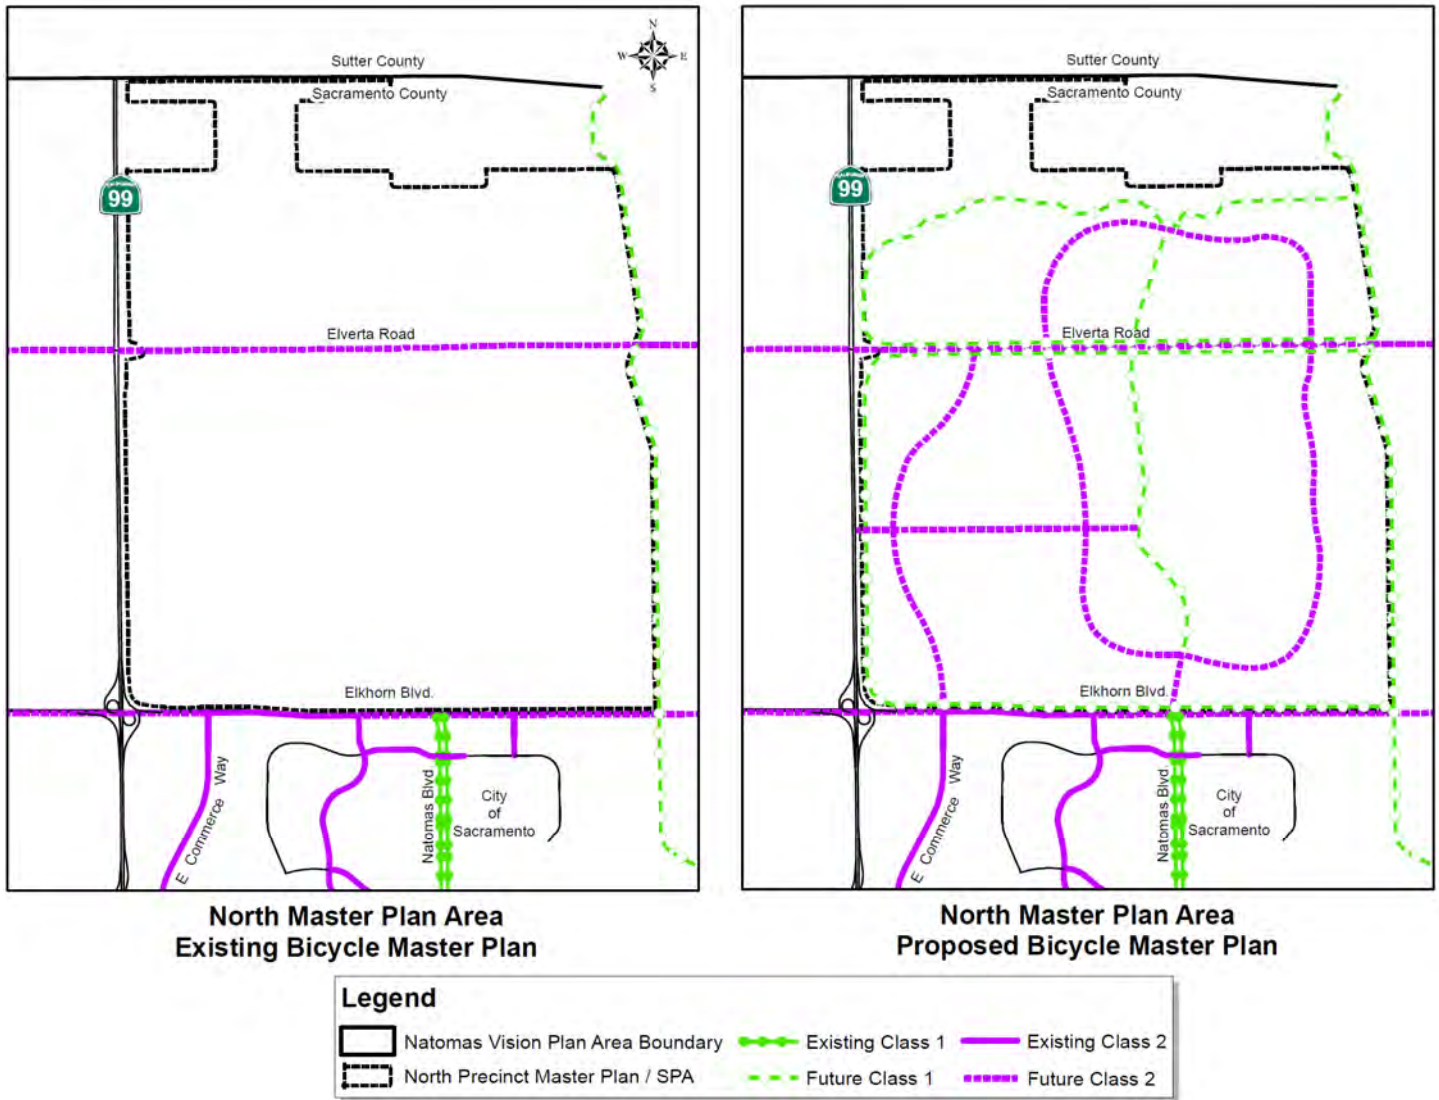 Sutter County
Sacramento County
N
W E
S
99
Elverta Road
Elkhorn Blvd.
E Commerce Way
Natomas Blvd
City
of
Sacramento
North Master Plan Area
Existing Bicycle Master Plan
Sutter County
Sacramento County
99
Elverta Road
Elkhorn Blvd.
E Commerce Way
Natomas Blvd.
City
of
Sacramento
North Master Plan Area
Proposed Bicycle Master Plan
Legend
Natomas Vision Plan Area Boundary
North Precinct Master Plan / SPA
Existing Class 1
Future Class 1
Existing Class 2
Future Class 2